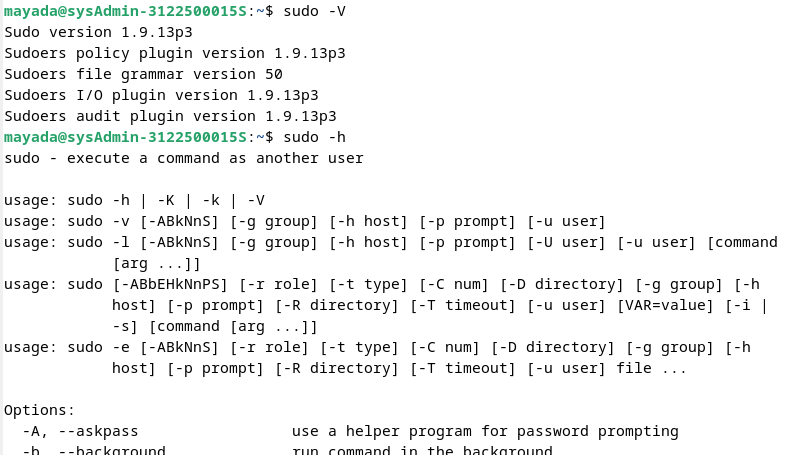 mayada@sysAdmin-3122500015S:~$ sudo -V
Sudo version 1.9.13p3
Sudoers policy plugin version 1.9.13p3
Sudoers file grammar version 50
Sudoers I/O plugin version 1.9.13p3
Sudoers audit plugin version 1.9.13p3
mayada@sysAdmin-3122500015S:~$ sudo -h
sudo - execute a command as another user

usage: sudo -h | -K | -k | -V
usage: sudo -v [-ABkNnS] [-g group] [-h host] [-p prompt] [-u user]
usage: sudo -l [-ABkNnS] [-g group] [-h host] [-p prompt] [-U user] [-u user] [command
            [arg ...]]
usage: sudo [-ABbEHkNnPS] [-r role] [-t type] [-C num] [-D directory] [-g group] [-h
            host] [-p prompt] [-R directory] [-T timeout] [-u user] [VAR=value] [-i |
            -s] [command [arg ...]]
usage: sudo -e [-ABkNnS] [-r role] [-t type] [-C num] [-D directory] [-g group] [-h
            host] [-p prompt] [-R directory] [-T timeout] [-u user] file ...

Options:
  -A, --askpass                 use a helper program for password prompting
  -b, --background              run command in the background